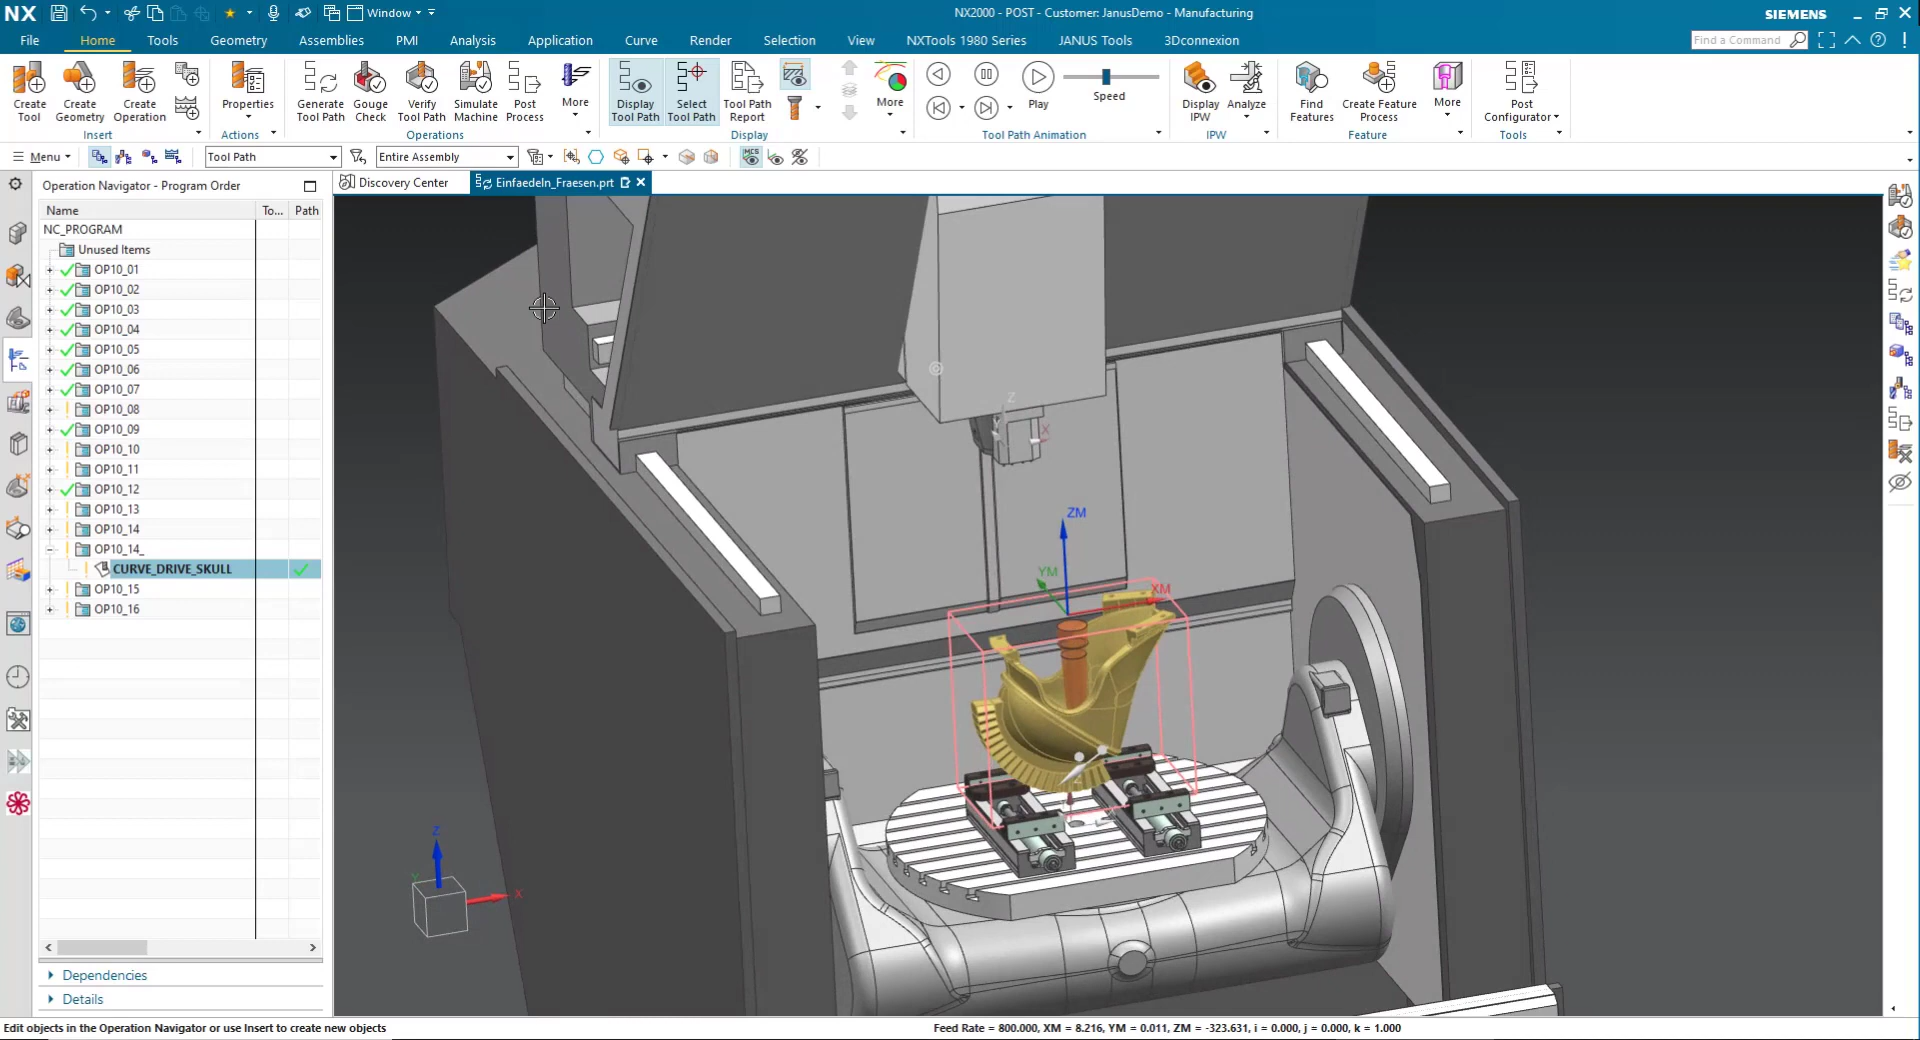 NX
Window
NX2000 - POST - Customer: JanusDemo - Manufacturing
SIEMENS
File Home Tools Geometry Assemblies PMI Analysis Application Curve Render Selection View NXTools 1980 Series JANUS Tools 3Dconnexion
Find a Command
Create Tool
Create Geometry
Create Operation
Properties
Generate Tool Path
Gouge Check
Verify Tool Path
Simulate Machine
Post Process
More
Display Tool Path
Select Tool Path
Tool Path Report
More
Play
Speed
Display IPW
Analyze
Find Features
Create Feature Process
More
Post Configurator
Insert
Actions
Operations
Display
Tool Path Animation
IPW
Feature
Tools
Menu
Tool Path
Entire Assembly
MCS
Operation Navigator - Program Order
Discovery Center
Einfaedeln_Fraesen.prt
Name To... Path
NC_PROGRAM
Unused Items
OP10_01
OP10_02
OP10_03
OP10_04
OP10_05
OP10_06
OP10_07
OP10_08
OP10_09
OP10_10
OP10_11
OP10_12
OP10_13
OP10_14
OP10_14_
CURVE_DRIVE_SKULL
OP10_15
OP10_16
Dependencies
Details
Z
Y
X
ZM
YM
XM
Z
Y
X
Edit objects in the Operation Navigator or use Insert to create new objects
Feed Rate = 800.000, XM = 8.216, YM = 0.011, ZM = -323.631, i = 0.000, j = 0.000, k = 1.000